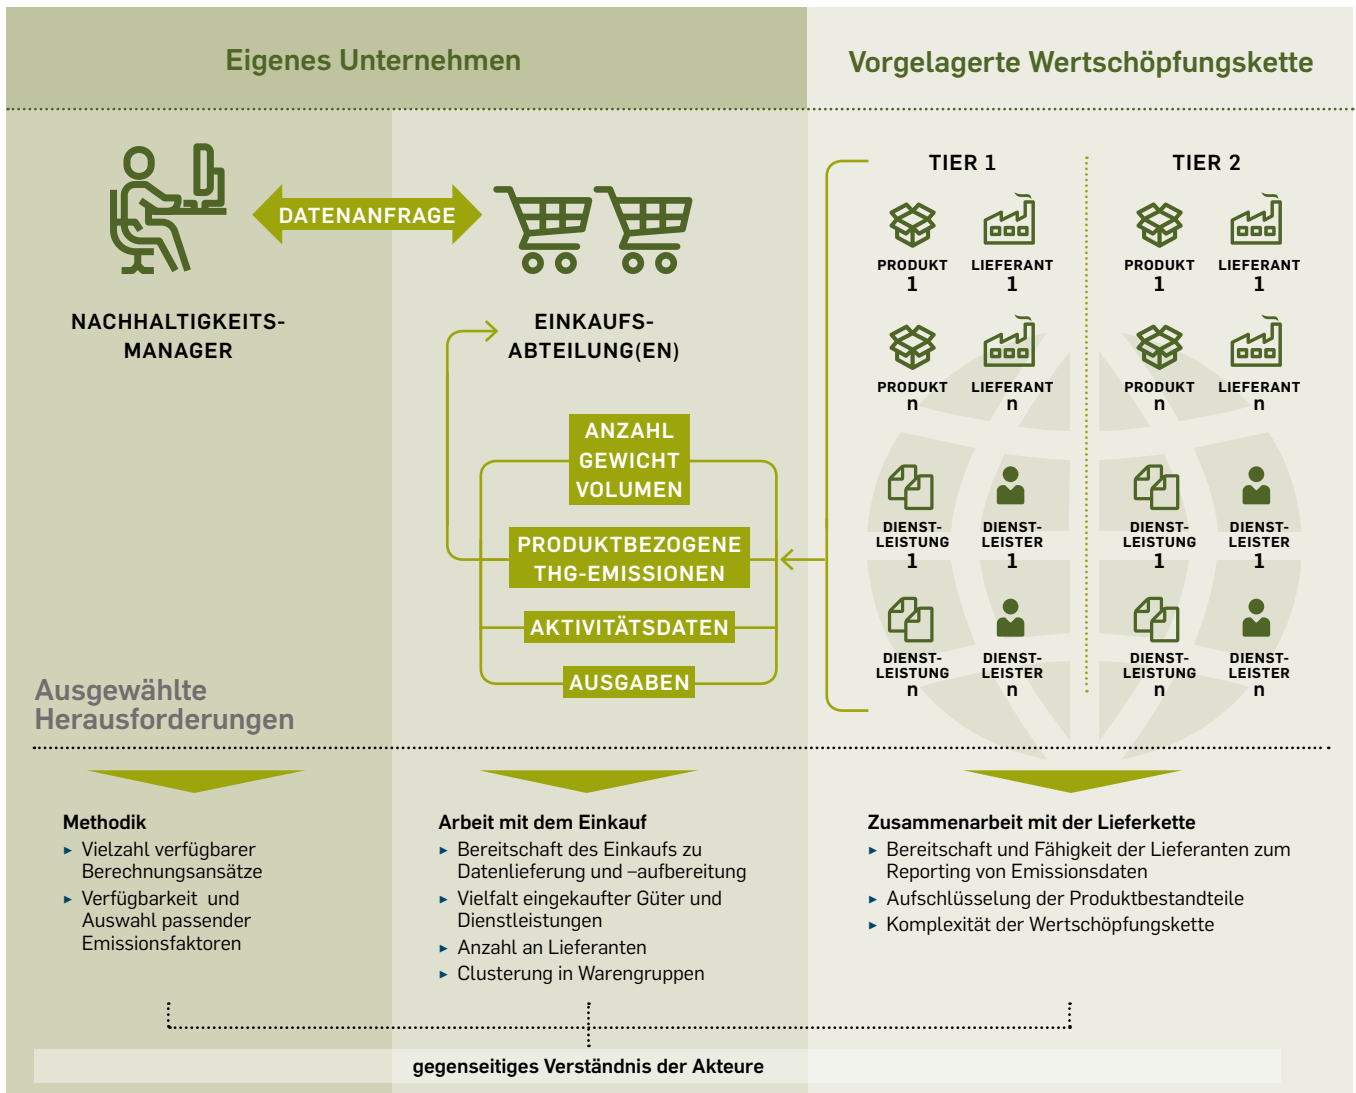 Eigenes Unternehmen
Vorgelagerte Wertschöpfungskette
DATENANFRAGE
NACHHALTIGKEITS-
MANAGER
EINKAUFS-
ABTEILUNG(EN)
ANZAHL
GEWICHT
VOLUMEN
PRODUKTBEZOGENE
THG-EMISSIONEN
AKTIVITÄTSDATEN
AUSGABEN
TIER 1
PRODUKT
1
LIEFERANT
1
PRODUKT
n
LIEFERANT
n
DIENST-
LEISTUNG
1
DIENST-
LEISTER
1
DIENST-
LEISTUNG
n
DIENST-
LEISTER
n
TIER 2
PRODUKT
1
LIEFERANT
1
PRODUKT
n
LIEFERANT
n
DIENST-
LEISTUNG
1
DIENST-
LEISTER
1
DIENST-
LEISTUNG
n
DIENST-
LEISTER
n
Ausgewählte
Herausforderungen
Methodik
▸ Vielzahl verfügbarer
Berechnungsansätze
▸ Verfügbarkeit und
Auswahl passender
Emissionsfaktoren
Arbeit mit dem Einkauf
▸ Bereitschaft des Einkaufs zu
Datenlieferung und –aufbereitung
▸ Vielfalt eingekaufter Güter und
Dienstleistungen
▸ Anzahl an Lieferanten
▸ Clusterung in Warengruppen
Zusammenarbeit mit der Lieferkette
▸ Bereitschaft und Fähigkeit der Lieferanten zum
Reporting von Emissionsdaten
▸ Aufschlüsselung der Produktbestandteile
▸ Komplexität der Wertschöpfungskette
gegenseitiges Verständnis der Akteure